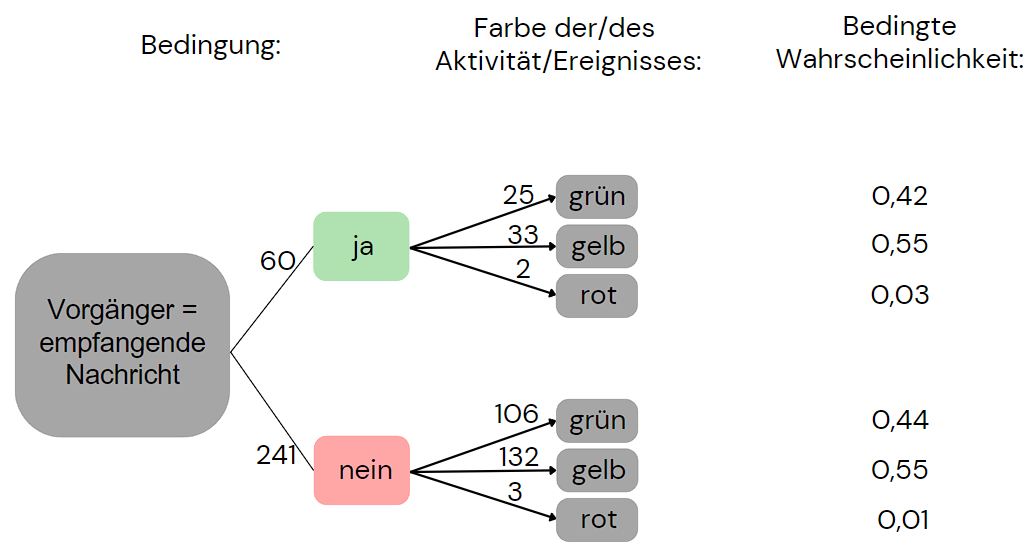 Bedingung:
Farbe der/des
Aktivität/Ereignisses:
Bedingte
Wahrscheinlichkeit:
Vorgänger =
empfangende
Nachricht
60
ja
25
grün
0,42
33
gelb
0,55
2
rot
0,03
241
nein
106
grün
0,44
132
gelb
0,55
3
rot
0,01